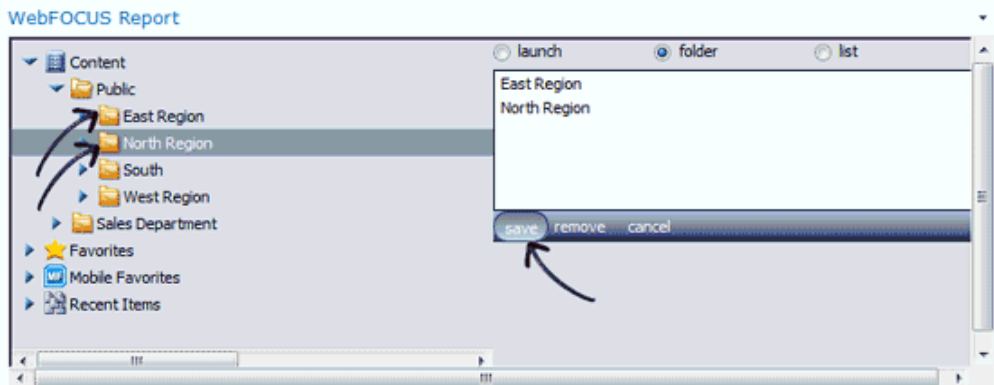 WebFOCUS Report
Content
Public
East Region
North Region
South
West Region
Sales Department
Favorites
Mobile Favorites
Recent Items
launch folder list
East Region
North Region
save remove cancel